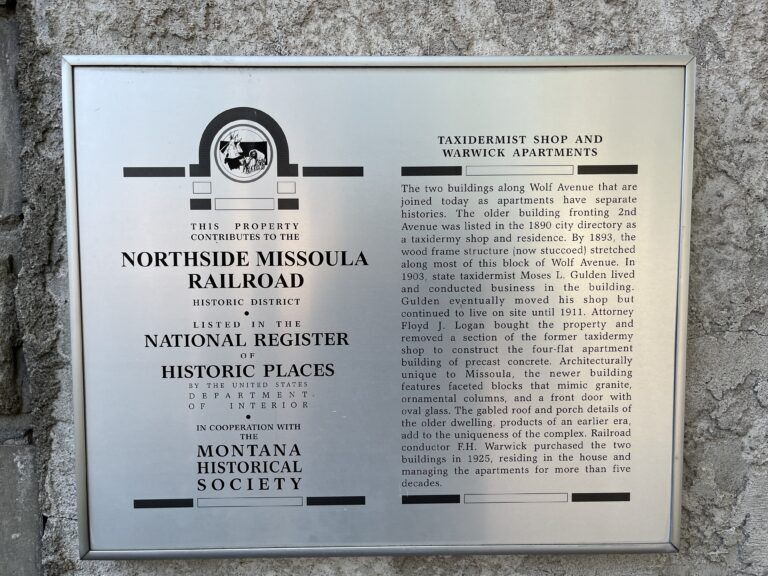 THIS PROPERTY
CONTRIBUTES TO THE
NORTHSIDE MISSOULA
RAILROAD
HISTORIC DISTRICT
•
LISTED IN THE
NATIONAL REGISTER
OF
HISTORIC PLACES
BY THE UNITED STATES
DEPARTMENT
OF INTERIOR
•
IN COOPERATION WITH
THE
MONTANA
HISTORICAL
SOCIETY
TAXIDERMIST SHOP AND
WARWICK APARTMENTS
The two buildings along Wolf Avenue that are
joined today as apartments have separate
histories. The older building fronting 2nd
Avenue was listed in the 1890 city directory as
a taxidermy shop and residence. By 1893, the
wood frame structure (now stuccoed) stretched
along most of this block of Wolf Avenue. In
1903, state taxidermist Moses L. Gulden lived
and conducted business in the building.
Gulden eventually moved his shop but
continued to live on site until 1911. Attorney
Floyd J. Logan bought the property and
removed a section of the former taxidermy
shop to construct the four-flat apartment
building of precast concrete. Architecturally
unique to Missoula, the newer building
features faceted blocks that mimic granite,
ornamental columns, and a front door with
oval glass. The gabled roof and porch details of
the older dwelling, products of an earlier era,
add to the uniqueness of the complex. Railroad
conductor F.H. Warwick purchased the two
buildings in 1925, residing in the house and
managing the apartments for more than five
decades.